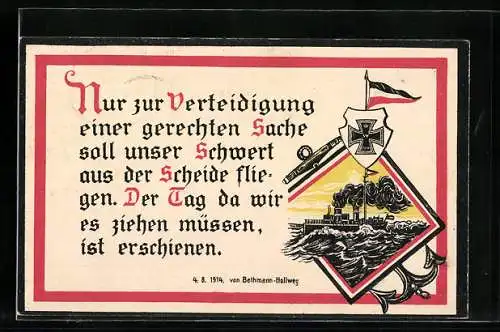 Nur zur Verteidigung
einer gerechten Sache
soll unser Schwert
aus der Scheide flie-
gen. Der Tag da wir
es ziehen müssen,
ist erschienen.
4. 8. 1914, von Bethmann-Hollweg